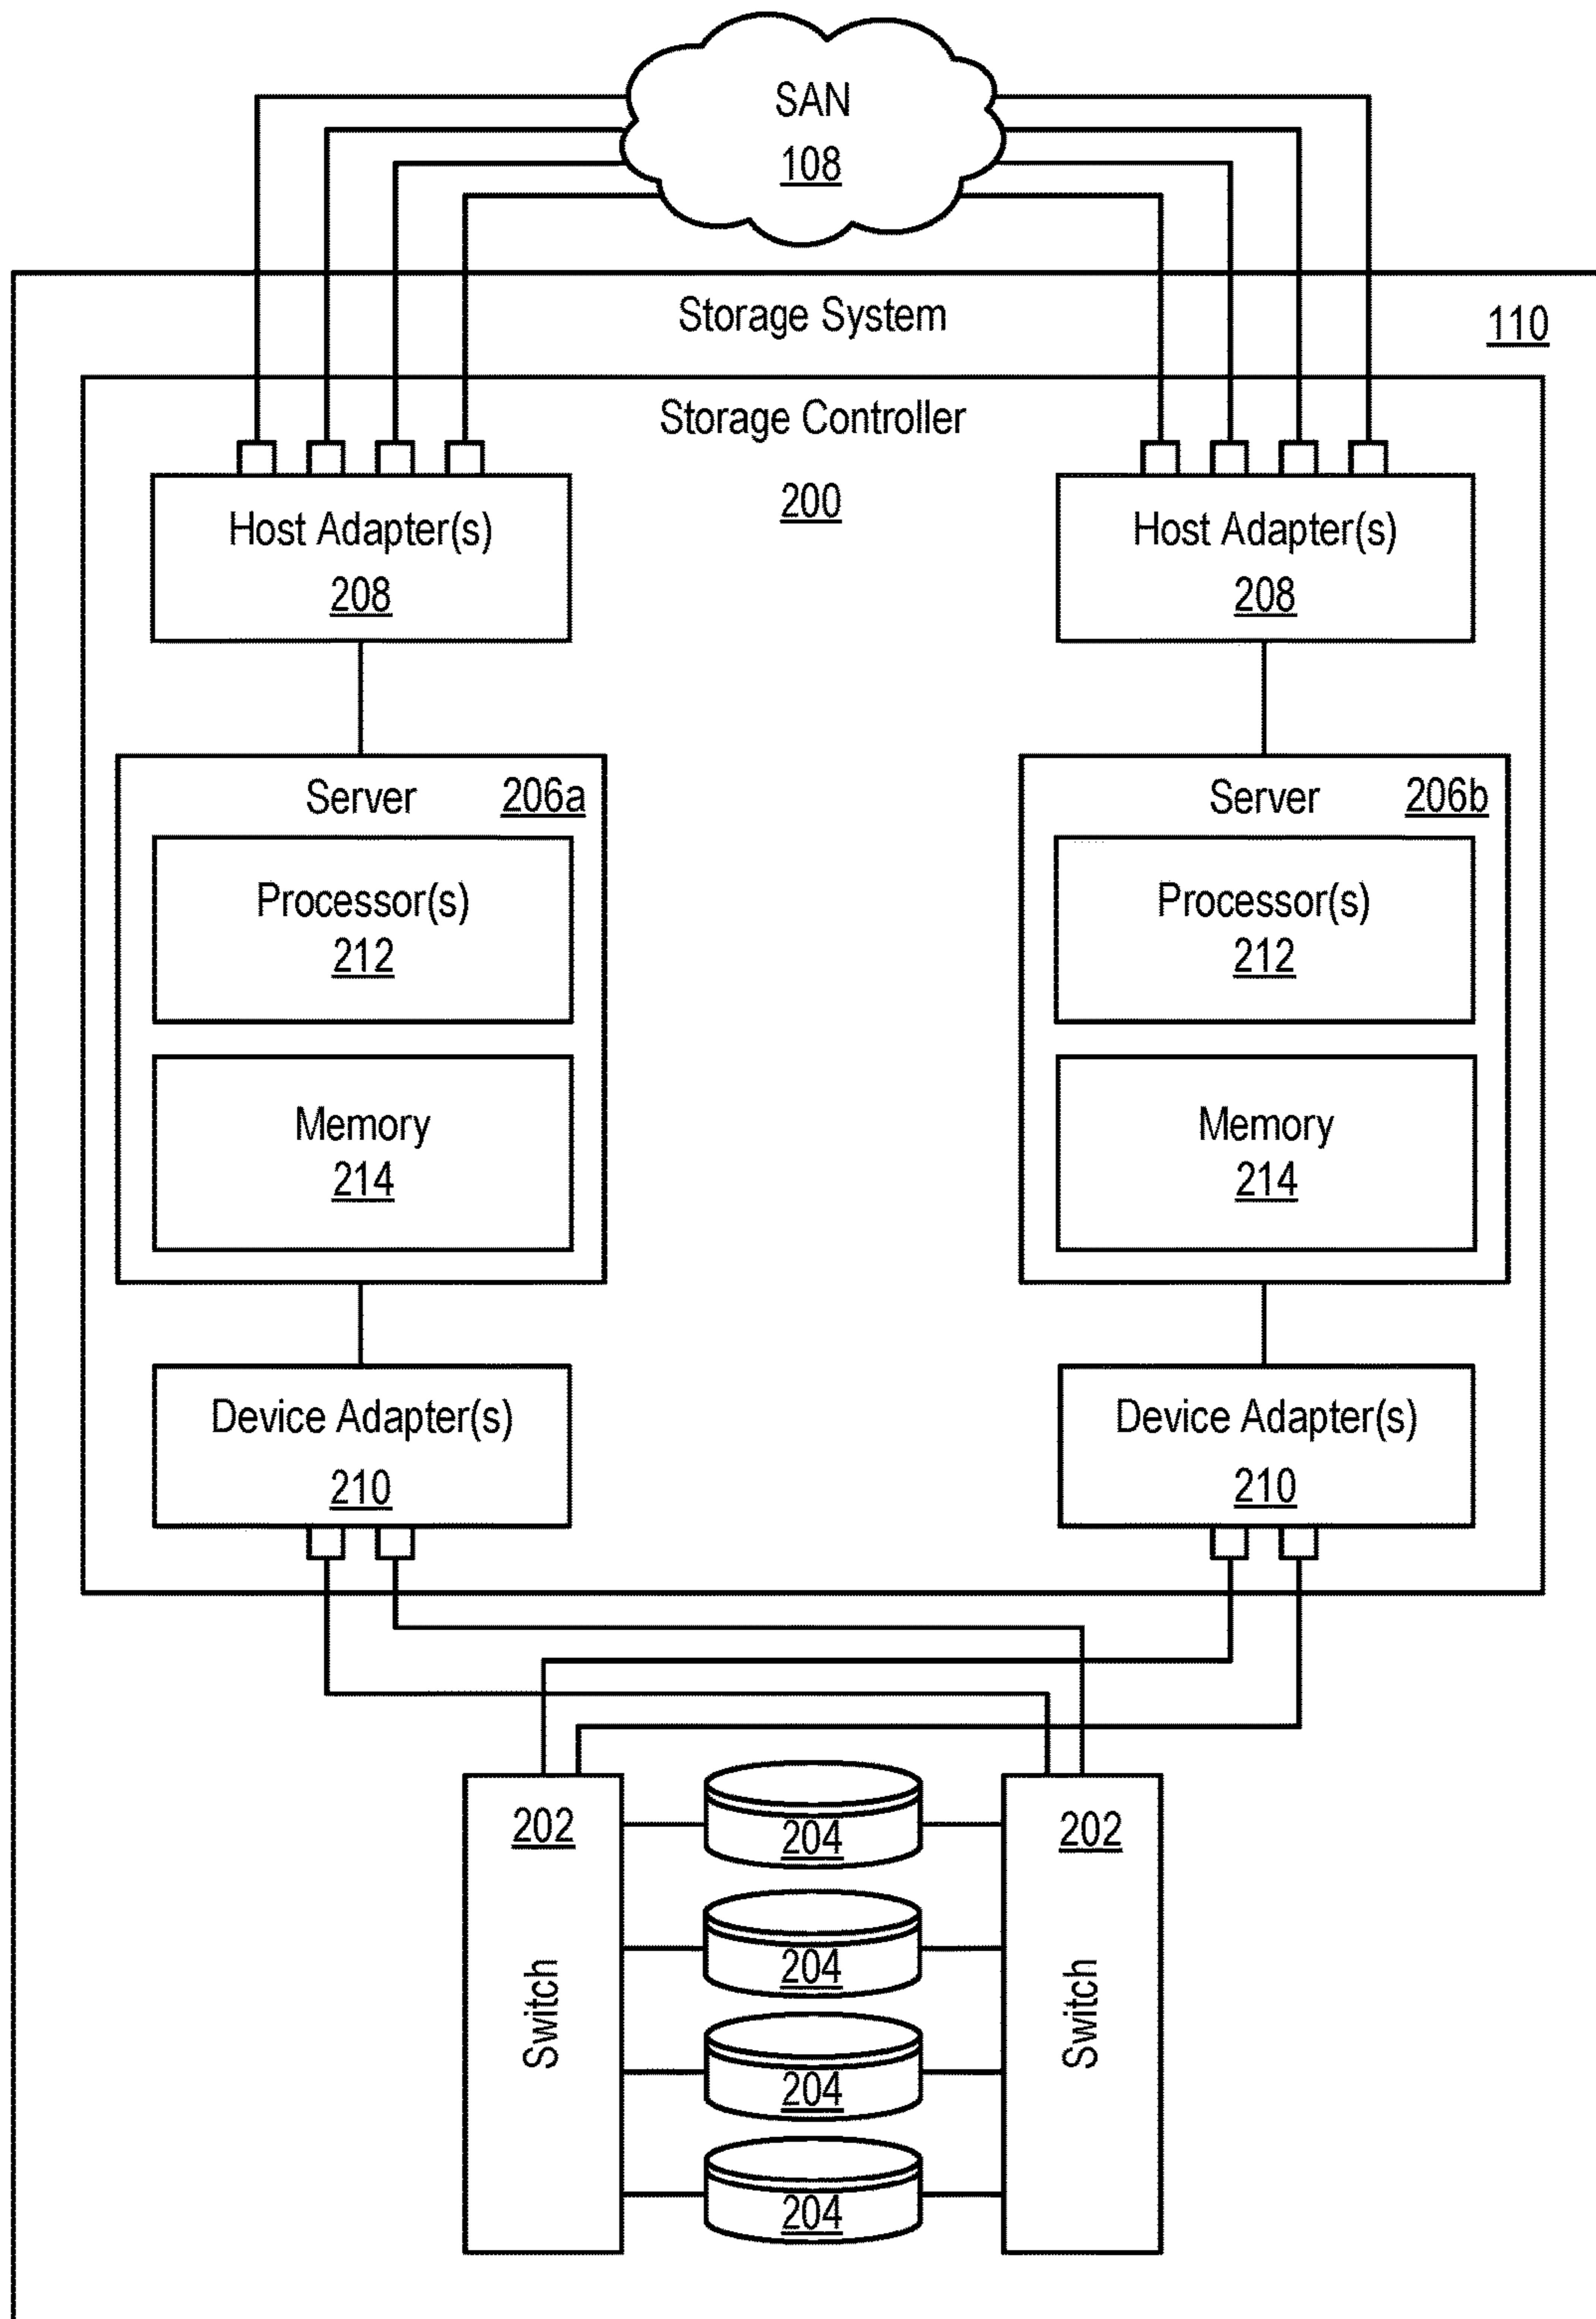 SAN
108
Storage System
110
Storage Controller
200
Host Adapter(s)
208
Host Adapter(s)
208
Server 206a
Processor(s)
212
Memory
214
Server 206b
Processor(s)
212
Memory
214
Device Adapter(s)
210
Device Adapter(s)
210
202
Switch
204
204
204
204
202
Switch